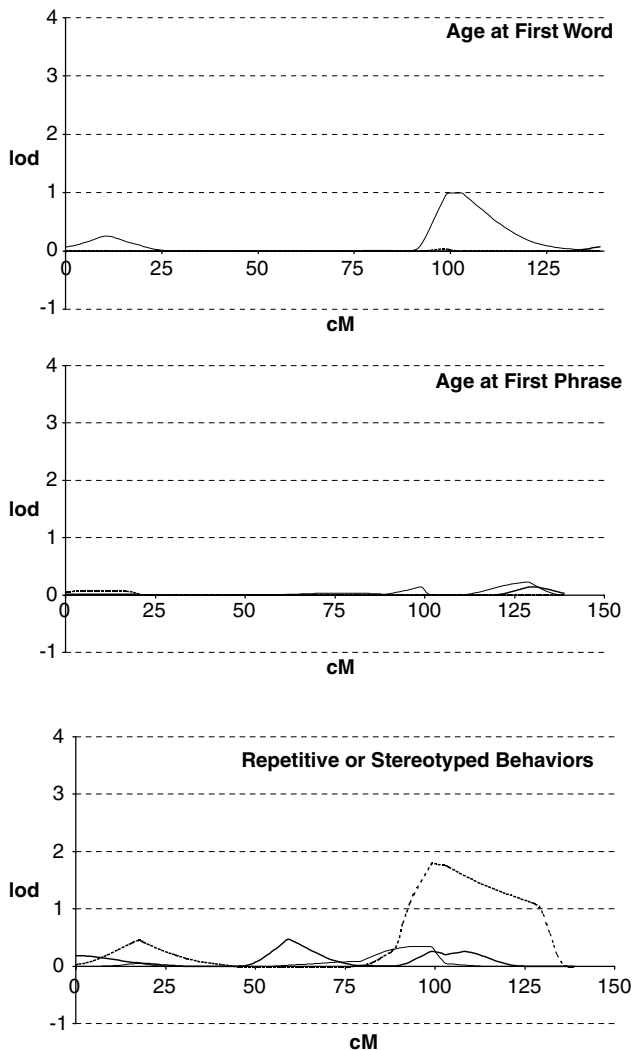 Age at First Word
4
3
2
lod
1
0
0 25 50 75 100 125
-1
cM
Age at First Phrase
4
3
2
lod
1
0
0 25 50 75 100 125 150
-1
cM
Repetitive or Stereotyped Behaviors
4
3
2
lod
1
0
0 25 50 75 100 125 150
-1
cM